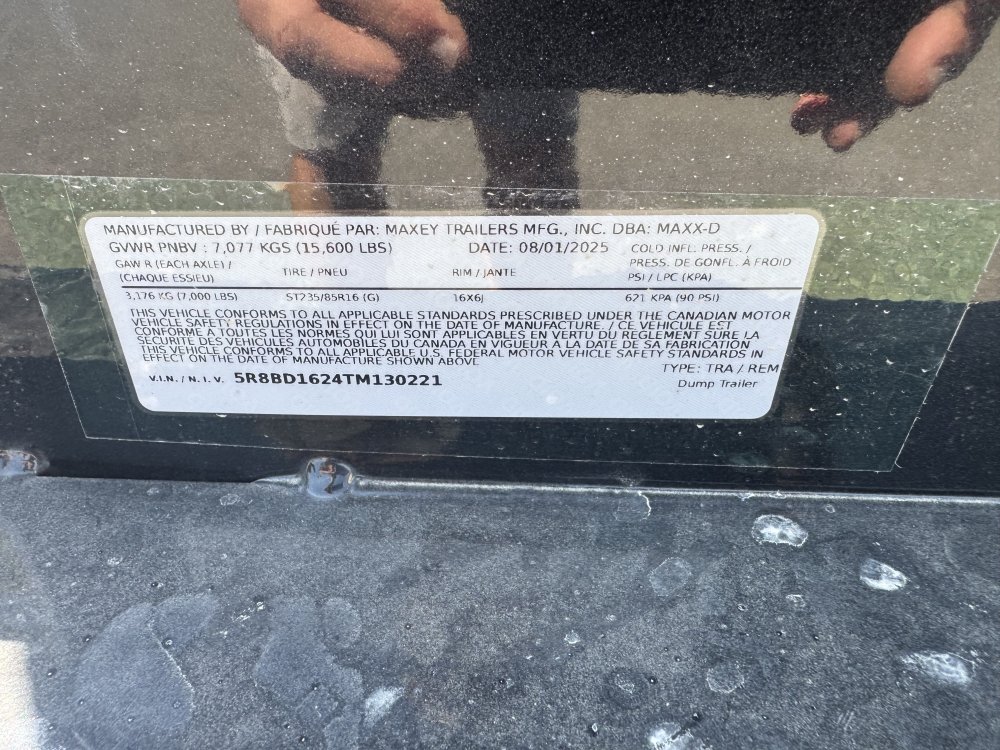 MANUFACTURED BY / FABRIQUÉ PAR: MAXEY TRAILERS MFG., INC. DBA: MAXX-D
GVWR PNBV : 7,077 KGS (15,600 LBS) DATE: 08/01/2025 COLD INFL. PRESS. /
GAW R (EACH AXLE) / TIRE / PNEU RIM / JANTE PRESS. DE GONFL. À FROID
(CHAQUE ESSIEU) PSI / LPC (KPA)
3,176 KG (7,000 LBS) ST235/85R16 (G) 16X6J 621 KPA (90 PSI)
THIS VEHICLE CONFORMS TO ALL APPLICABLE STANDARDS PRESCRIBED UNDER THE CANADIAN MOTOR
VEHICLE SAFETY REGULATIONS IN EFFECT ON THE DATE OF MANUFACTURE. / CE VEHICULE EST
CONFORME A TOUTES LES NORMES QUI LUI SONT APPLICABLES EN VERTU DU REGLEMENT SURE LA
SECURITE DES VEHICULES AUTOMOBILES DU CANADA EN VIGUEUR A LA DATE DE SA FABRICATION
THIS VEHICLE CONFORMS TO ALL APPLICABLE U.S. FEDERAL MOTOR VEHICLE SAFETY STANDARDS IN
EFFECT ON THE DATE OF MANUFACTURE SHOWN ABOVE
TYPE: TRA / REM
V.I.N. / N. I. V. 5R8BD1624TM130221 Dump Trailer